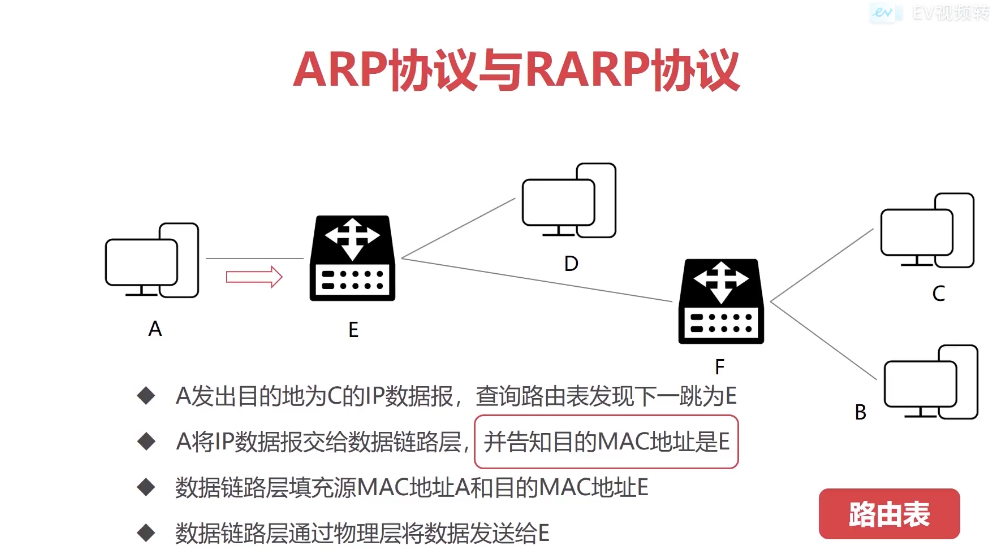 EV视频转
ARP协议与RARP协议
D
C
A
E
F
B
◆ A发出目的地为C的IP数据报，查询路由表发现下一跳为E
◆ A将IP数据报交给数据链路层，并告知目的MAC地址是E
◆ 数据链路层填充源MAC地址A和目的MAC地址E
◆ 数据链路层通过物理层将数据发送给E
路由表